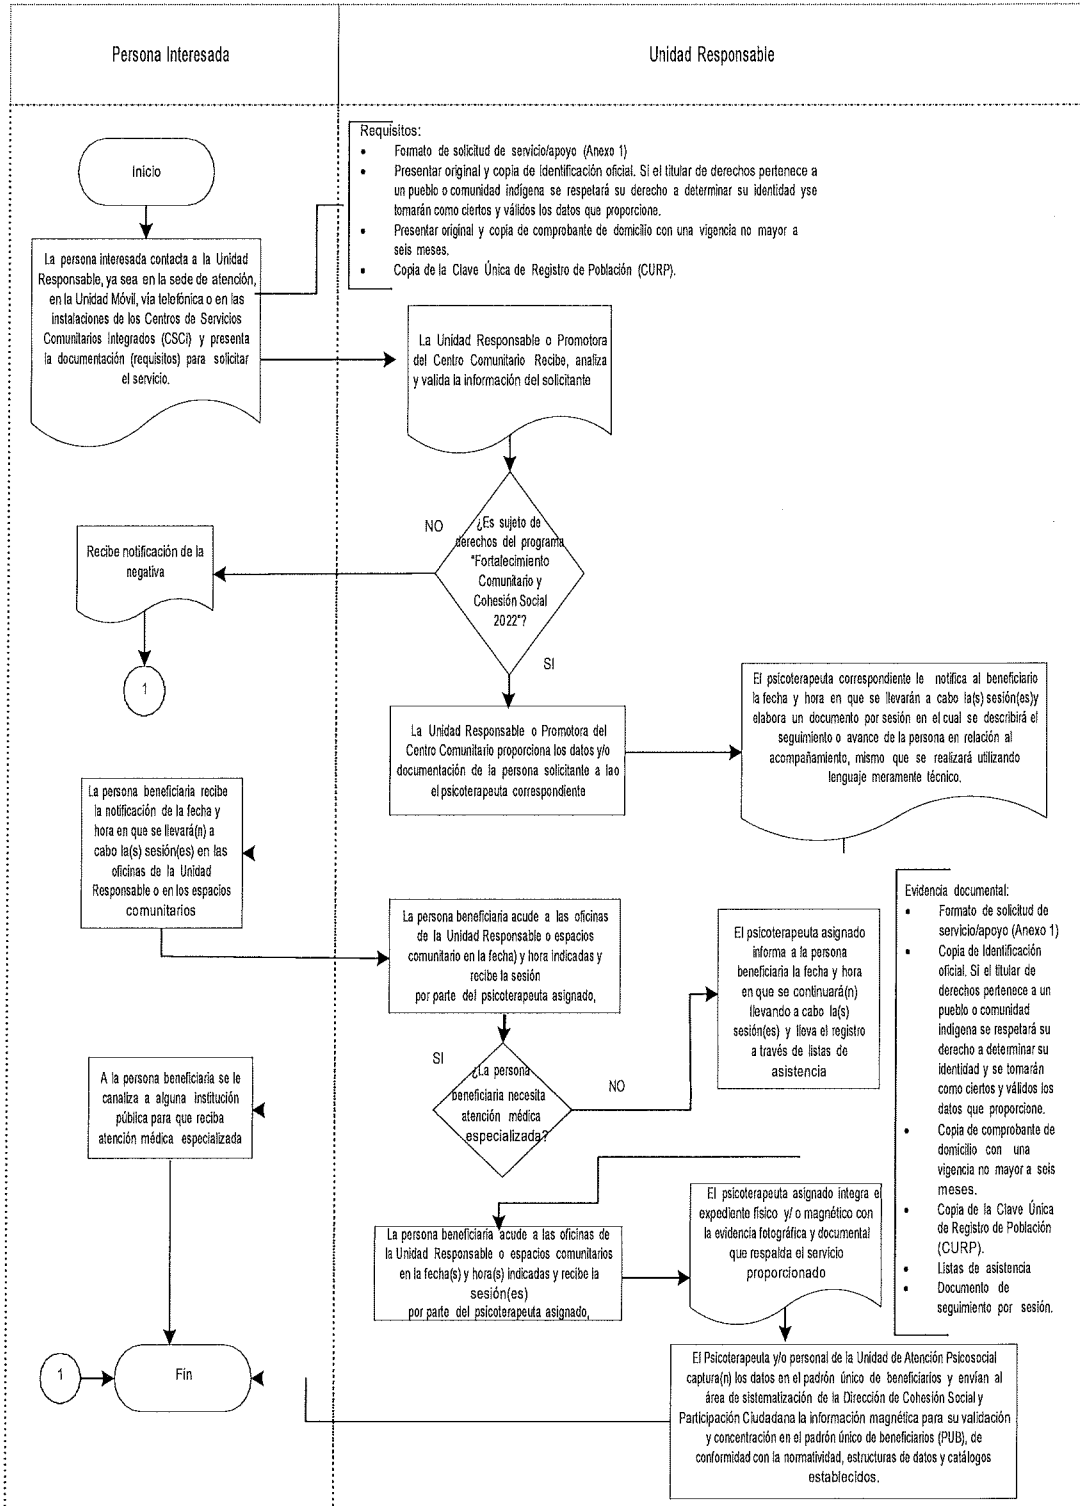 Persona Interesada
Unidad Responsable
Inicio
Requisitos:
• Formato de solicitud de servicio/apoyo (Anexo 1)
• Presentar original y copia de identificación oficial. Si el titular de derechos pertenece a
un pueblo o comunidad indígena se respetará su derecho a determinar su identidad yse
tomarán como ciertos y válidos los datos que proporcione.
• Presentar original y copia de comprobante de domicilio con una vigencia no mayor a
seis meses.
• Copia de la Clave Única de Registro de Población (CURP).
La persona interesada contacta a la Unidad
Responsable, ya sea en la sede de atención,
en la Unidad Móvil, vía telefónica o en las
instalaciones de los Centros de Servicios
Comunitarios Integrados (CSCi) y presenta
la documentación (requisitos) para solicitar
el servicio.
La Unidad Responsable o Promotora
del Centro Comunitario Recibe, analiza
y valida la información del solicitante
NO
¿Es sujeto de
derechos del programa
"Fortalecimiento
Comunitario y
Cohesión Social
2022"?
SI
Recibe notificación de la
negativa
1
La Unidad Responsable o Promotora del
Centro Comunitario proporciona los datos y/o
documentación de la persona solicitante a lao
el psicoterapeuta correspondiente
El psicoterapeuta correspondiente le notifica al beneficiario
la fecha y hora en que se llevarán a cabo la(s) sesión(es)y
elabora un documento por sesión en el cual se describirá el
seguimiento o avance de la persona en relación al
acompañamiento, mismo que se realizará utilizando
lenguaje meramente técnico.
La persona beneficiaria recibe
la notificación de la fecha y
hora en que se llevará(n) a
cabo la(s) sesión(es) en las
oficinas de la Unidad
Responsable o en los espacios
comunitarios
La persona beneficiaria acude a las oficinas
de la Unidad Responsable o espacios
comunitario en la fecha) y hora indicadas y
recibe la sesión
por parte del psicoterapeuta asignado,
El psicoterapeuta asignado
informa a la persona
beneficiaria la fecha y hora
en que se continuará(n)
llevando a cabo la(s)
sesión(es) y lleva el registro
a través de listas de
asistencia
Evidencia documental:
• Formato de solicitud de
servicio/apoyo (Anexo 1)
• Copia de Identificación
oficial. Si el titular de
derechos pertenece a un
pueblo o comunidad
indígena se respetará su
derecho a determinar su
identidad y se tomarán
como ciertos y válidos los
datos que proporcione.
• Copia de comprobante de
domicilio con una
vigencia no mayor a seis
meses.
• Copia de la Clave Única
de Registro de Población
(CURP).
• Listas de asistencia
• Documento de
seguimiento por sesión.
SI
¿La persona
beneficiaria necesita
atención médica
especializada?
NO
A la persona beneficiaria se le
canaliza a alguna institución
pública para que reciba
atención médica especializada
La persona beneficiaria acude a las oficinas de
la Unidad Responsable o espacios comunitarios
en la fecha(s) y hora(s) indicadas y recibe la
sesión(es)
por parte del psicoterapeuta asignado,
El psicoterapeuta asignado integra el
expediente físico y/ o magnético con
la evidencia fotográfica y documental
que respalda el servicio
proporcionado
1
Fin
El Psicoterapeuta y/o personal de la Unidad de Atención Psicosocial
captura(n) los datos en el padrón único de beneficiarios y envían al
área de sistematización de la Dirección de Cohesión Social y
Participación Ciudadana la información magnética para su validación
y concentración en el padrón único de beneficiarios (PUB), de
conformidad con la normatividad, estructuras de datos y catálogos
establecidos.